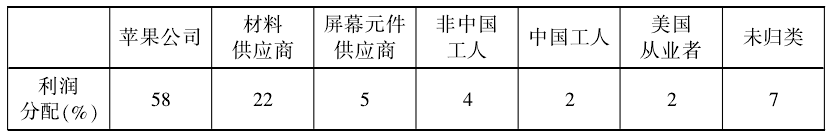 苹果公司 材料供应商 屏幕元件供应商 非中国工人 中国工人 美国从业者 未归类
利润分配(%) 58 22 5 4 2 2 7